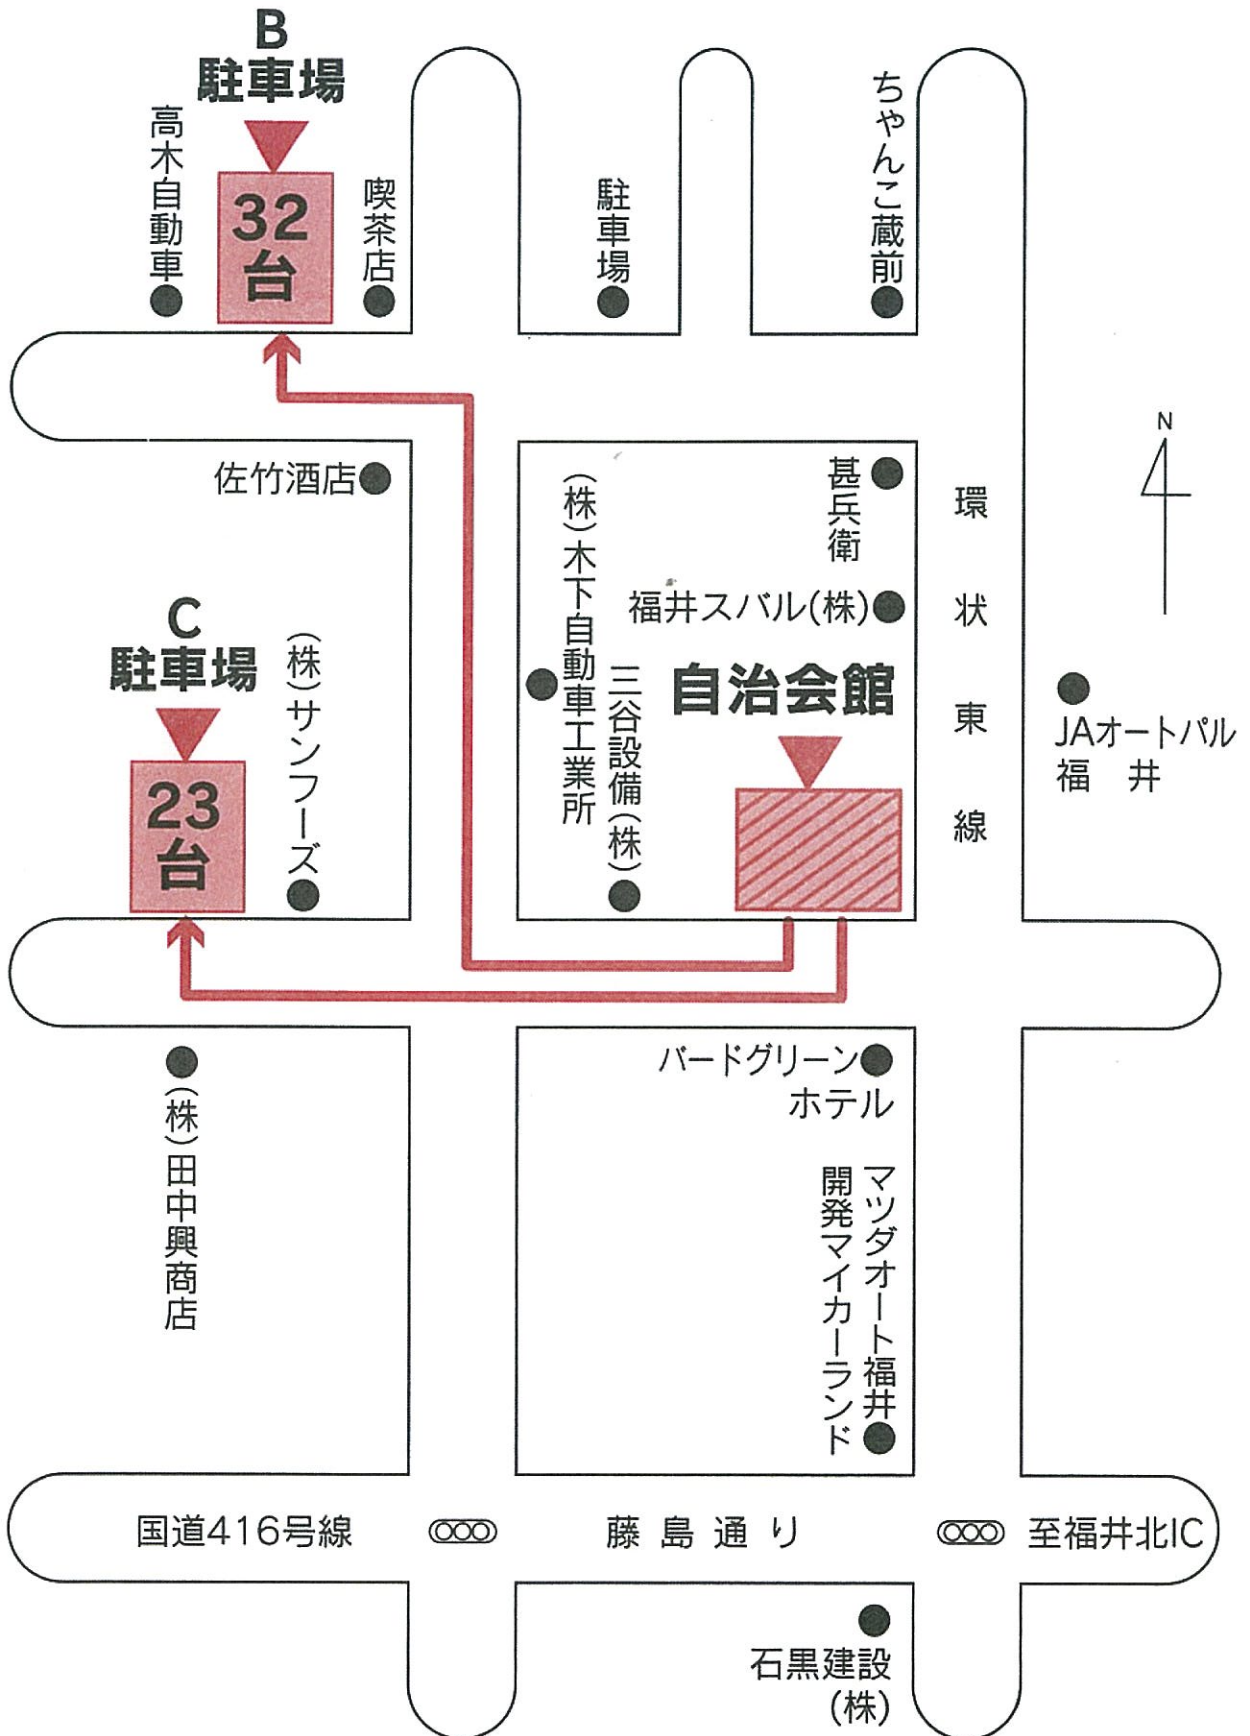 B
駐車場
高木自動車
32
台
喫茶店
駐車場
ちゃんこ蔵前
N
佐竹酒店
(株)木下自動車工業所
甚兵衛
福井スバル(株)
環状東線
C
駐車場
(株)サンフーズ
23
台
三谷設備(株)
自治会館
JAオートパル
福井
(株)田中興商店
バードグリーン
ホテル
マツダオート福井
開発マイカーランド
国道416号線
藤島通り
至福井北IC
石黒建設
(株)